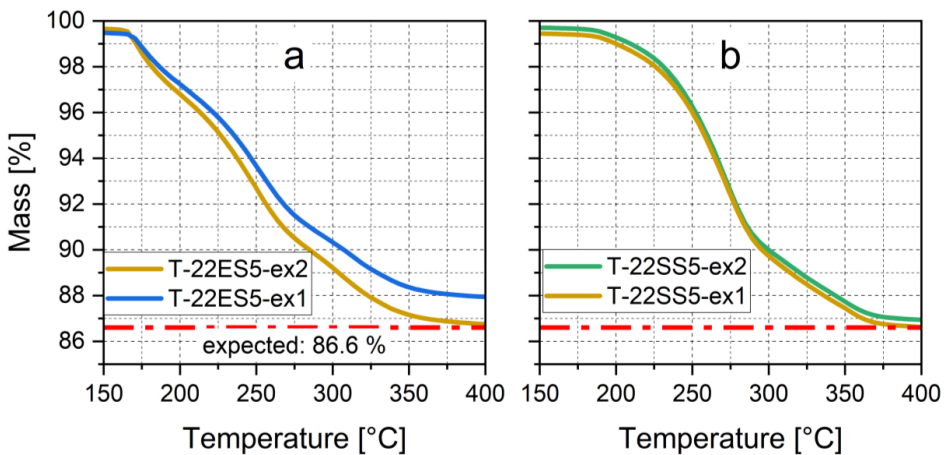 a
b
Mass [%]
100
98
96
94
92
90
88
86
T-22ES5-ex2
T-22ES5-ex1
expected: 86.6 %
T-22SS5-ex2
T-22SS5-ex1
150 200 250 300 350 400
150 200 250 300 350 400
Temperature [°C]
Temperature [°C]